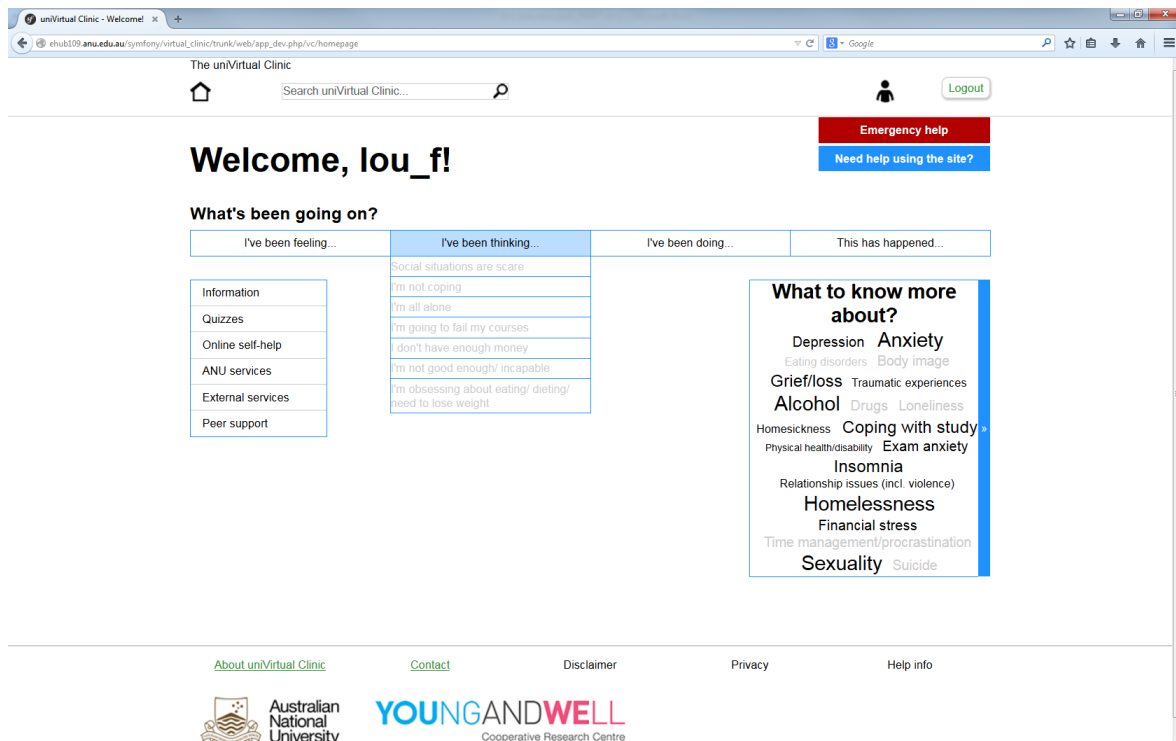 uniVirtual Clinic - Welcome!
ehub109.anu.edu.au/symfony/virtual_clinic/trunk/web/app_dev.php/vc/homepage
Google
The uniVirtual Clinic
Search uniVirtual Clinic...
Logout
Emergency help
Need help using the site?
Welcome, lou_f!
What's been going on?
I've been feeling...
I've been thinking...
I've been doing...
This has happened...
Social situations are scare
I'm not coping
I'm all alone
I'm going to fail my courses
I don't have enough money
I'm not good enough/ incapable
I'm obsessing about eating/ dieting/
need to lose weight
Information
Quizzes
Online self-help
ANU services
External services
Peer support
What to know more
about?
Depression Anxiety
Eating disorders Body image
Grief/loss Traumatic experiences
Alcohol Drugs Loneliness
Homesickness Coping with study
»
Physical health/disability Exam anxiety
Insomnia
Relationship issues (incl. violence)
Homelessness
Financial stress
Time management/procrastination
Sexuality Suicide
About uniVirtual Clinic
Contact
Disclaimer
Privacy
Help info
Australian
National
University
YOUNGANDWELL
Cooperative Research Centre